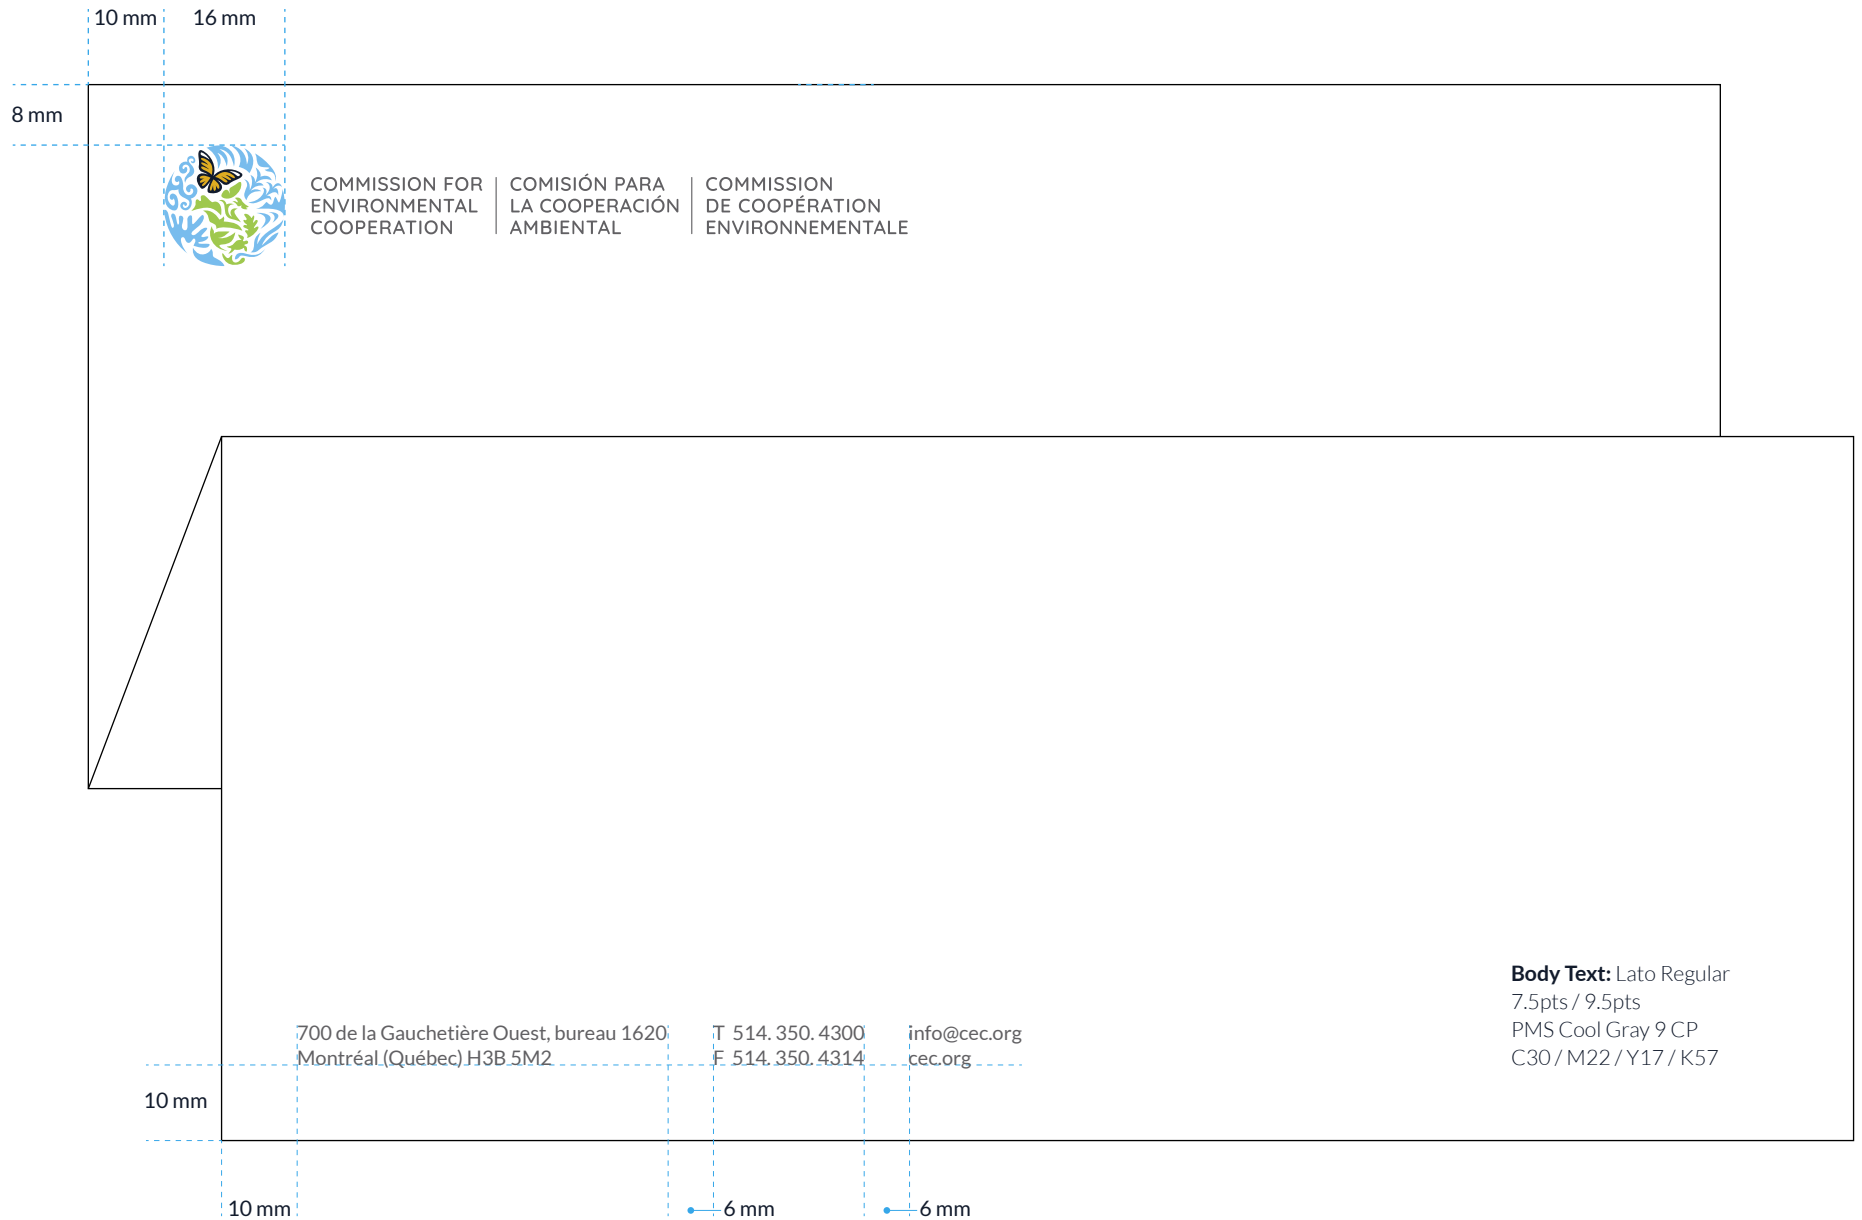 10 mm
16 mm
8 mm
COMMISSION FOR
ENVIRONMENTAL
COOPERATION
COMISIÓN PARA
LA COOPERACIÓN
AMBIENTAL
COMMISSION
DE COOPÉRATION
ENVIRONNEMENTALE
Body Text: Lato Regular
7.5pts / 9.5pts
PMS Cool Gray 9 CP
C30 / M22 / Y17 / K57
700 de la Gauchetière Ouest, bureau 1620
Montréal (Québec) H3B 5M2
T 514. 350. 4300
F 514. 350. 4314
info@cec.org
cec.org
10 mm
10 mm
6 mm
6 mm